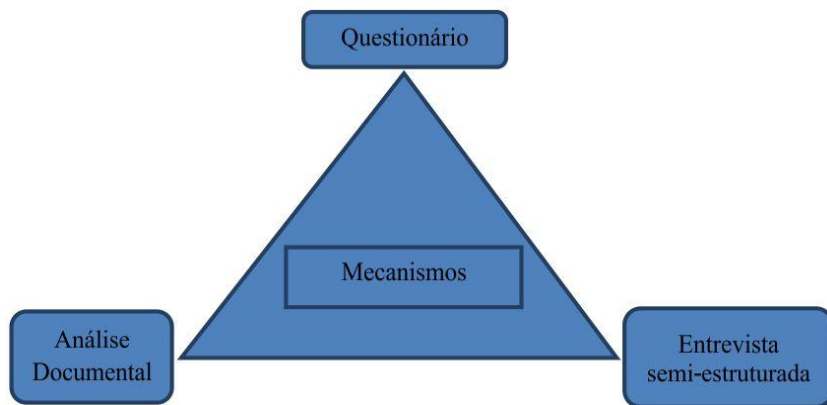 Questionário
Mecanismos
Análise
Documental
Entrevista
semi-estruturada